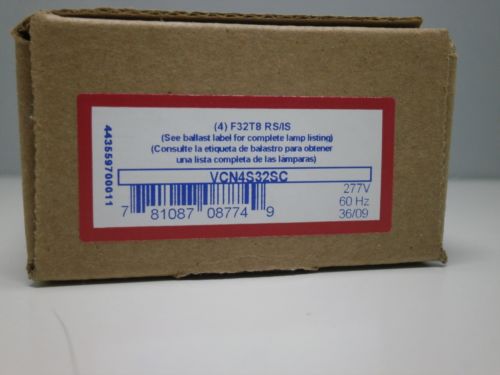 443559700011
(4) F32T8 RS/IS
(See ballast label for complete lamp listing)
(Consulte la etiqueta de balastro para obtener
una lista completa de las lámparas)
VCN4S32SC
7 81087 08774 9
277V
60 Hz
36/09